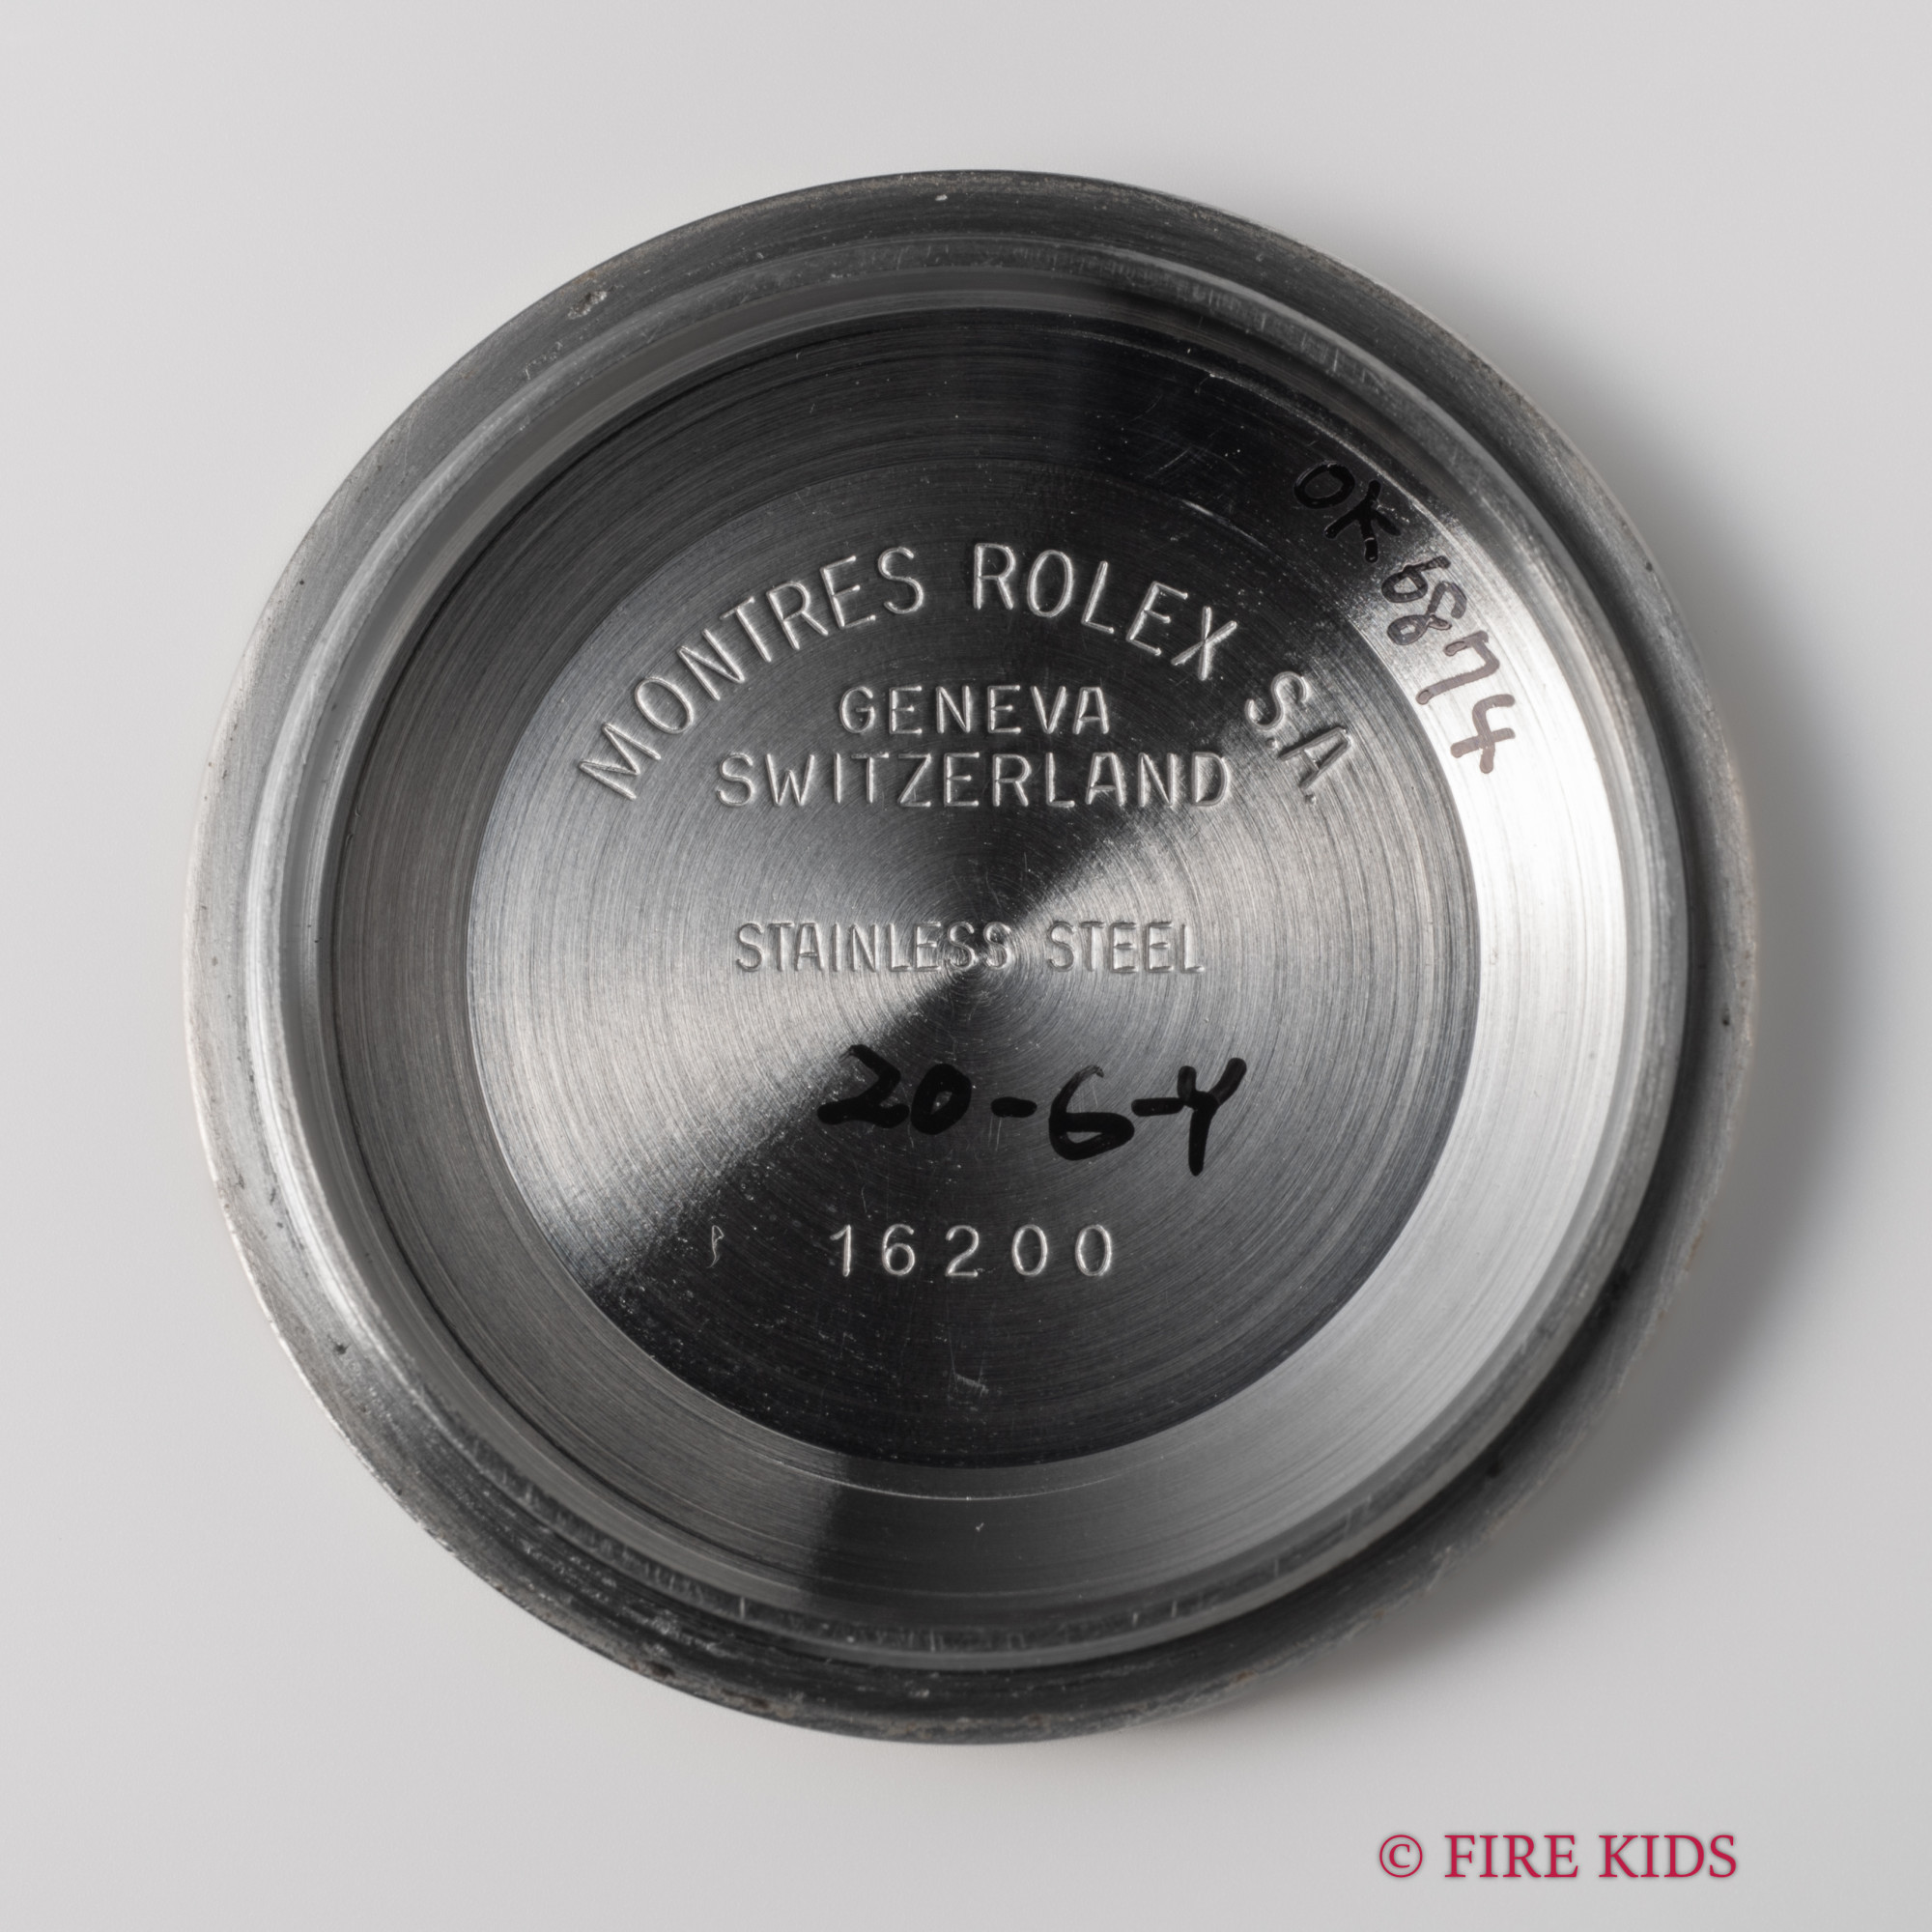 MONTRES ROLEX S.A.
GENEVA
SWITZERLAND
STAINLESS STEEL
20-6-4
16200
OK 6874
© FIRE KIDS